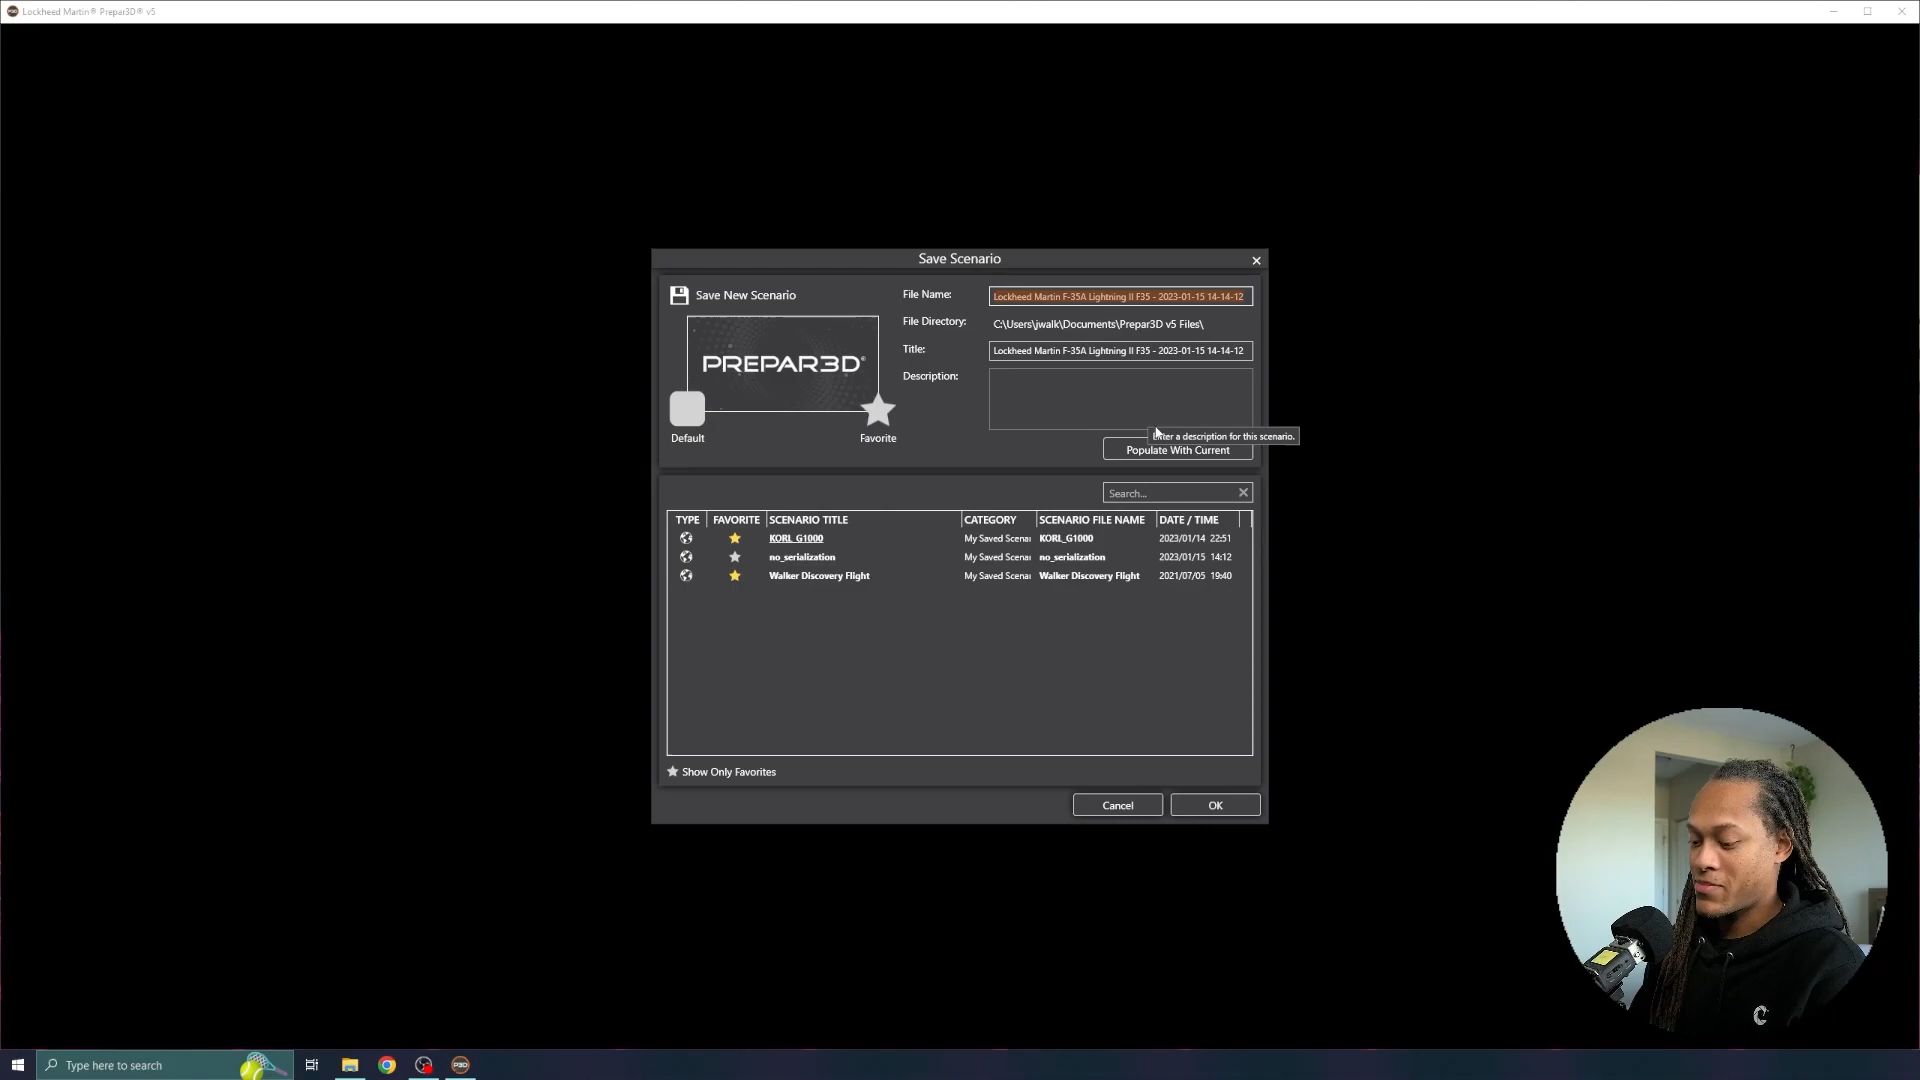 Lockheed Martin® Prepar3D® v5
Save Scenario
Save New Scenario
PREPAR3D®
Default
Favorite
File Name:
Lockheed Martin F-35A Lightning II F35 - 2023-01-15 14-14-12
File Directory:
C:\Users\jwalk\Documents\Prepar3D v5 Files\
Title:
Lockheed Martin F-35A Lightning II F35 - 2023-01-15 14-14-12
Description:
Enter a description for this scenario.
Populate With Current
Search...
TYPE FAVORITE SCENARIO TITLE CATEGORY SCENARIO FILE NAME DATE / TIME
KORL_G1000 My Saved Scenar KORL_G1000 2023/01/14 22:51
no_serialization My Saved Scenar no_serialization 2023/01/15 14:12
Walker Discovery Flight My Saved Scenar Walker Discovery Flight 2021/07/05 19:40
Show Only Favorites
Cancel
OK
Type here to search
P3D